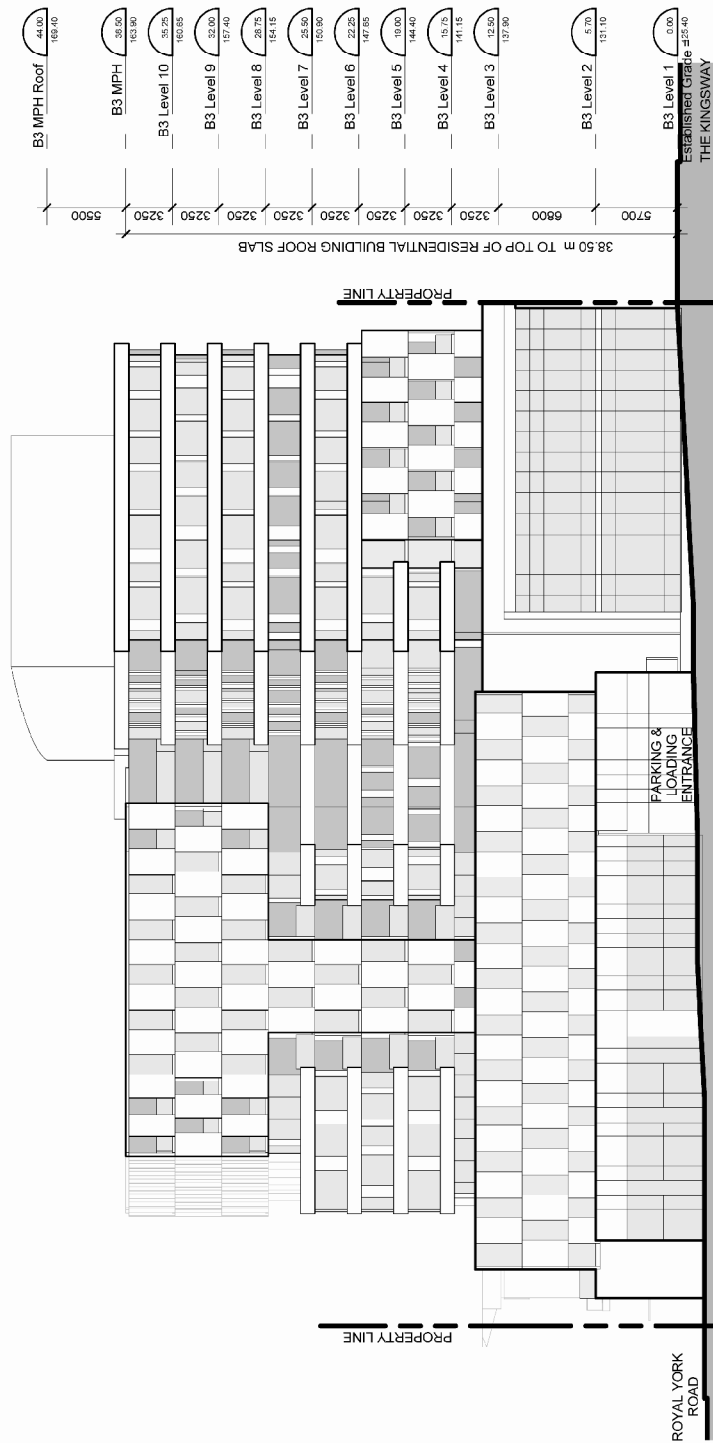 44.00
169.40
B3 MPH Roof
38.50
163.90
B3 MPH
35.25
160.65
B3 Level 10
32.00
157.40
B3 Level 9
28.75
154.15
B3 Level 8
25.50
150.90
B3 Level 7
22.25
147.65
B3 Level 6
19.00
144.40
B3 Level 5
15.75
141.15
B3 Level 4
12.50
137.90
B3 Level 3
5.70
131.10
B3 Level 2
0.00
B3 Level 1
Established Grade =
THE KINGSWAY
5500
3250
3250
3250
3250
3250
3250
3250
3250
6800
5700
38.50 m TO TOP OF RESIDENTIAL BUILDING ROOF SLAB
PROPERTY LINE
PARKING &
LOADING
ENTRANCE
PROPERTY LINE
ROYAL YORK
ROAD